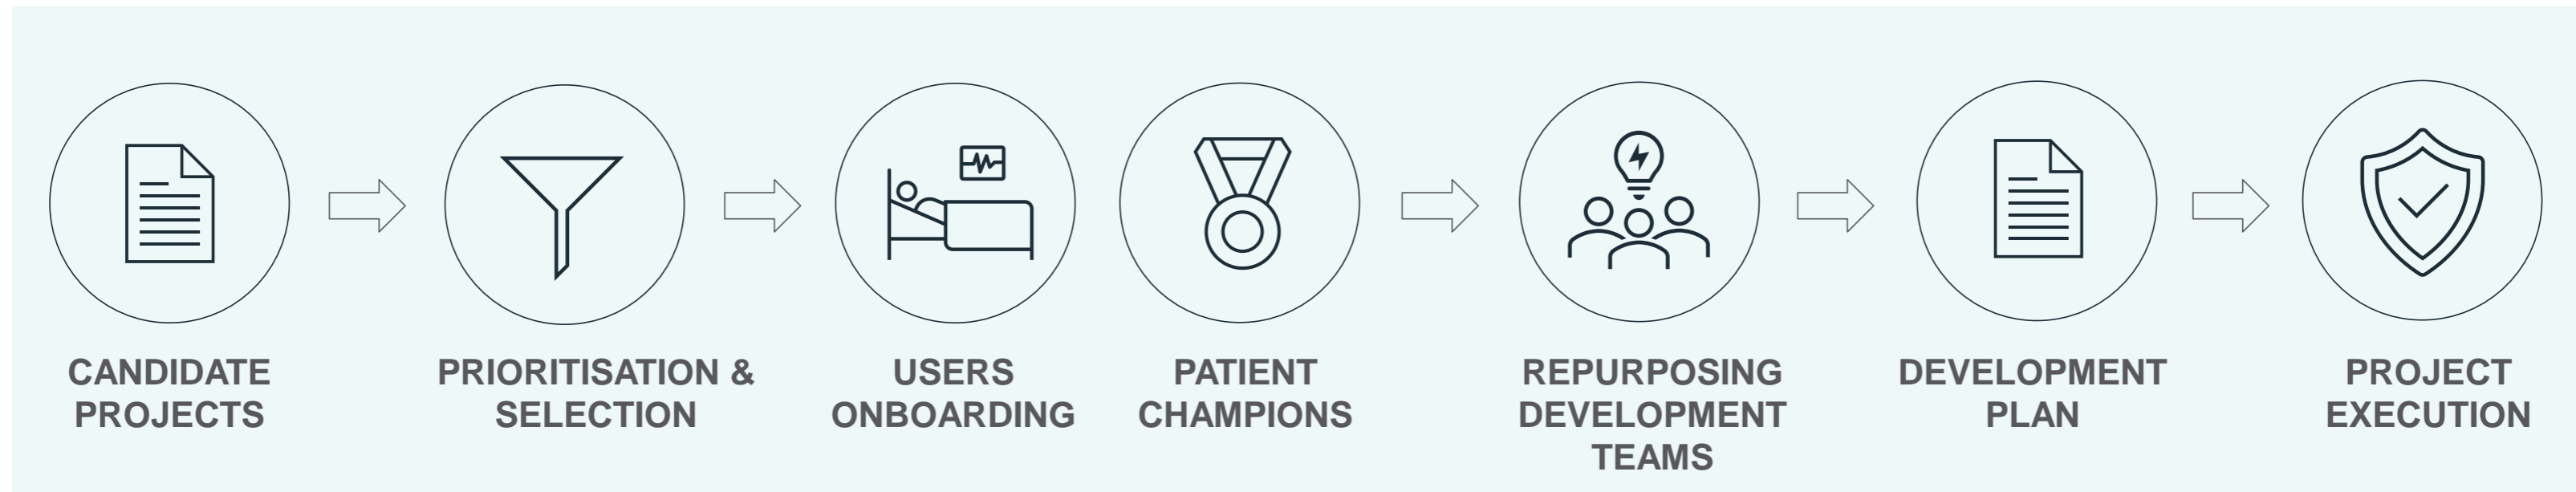 CANDIDATE
PROJECTS
PRIORITISATION &
SELECTION
USERS
ONBOARDING
PATIENT
CHAMPIONS
REPURPOSING
DEVELOPMENT
TEAMS
DEVELOPMENT
PLAN
PROJECT
EXECUTION